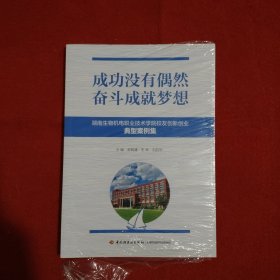 成功没有偶然
奋斗成就梦想
湖南生物机电职业技术学院校友创新创业
典型案例集